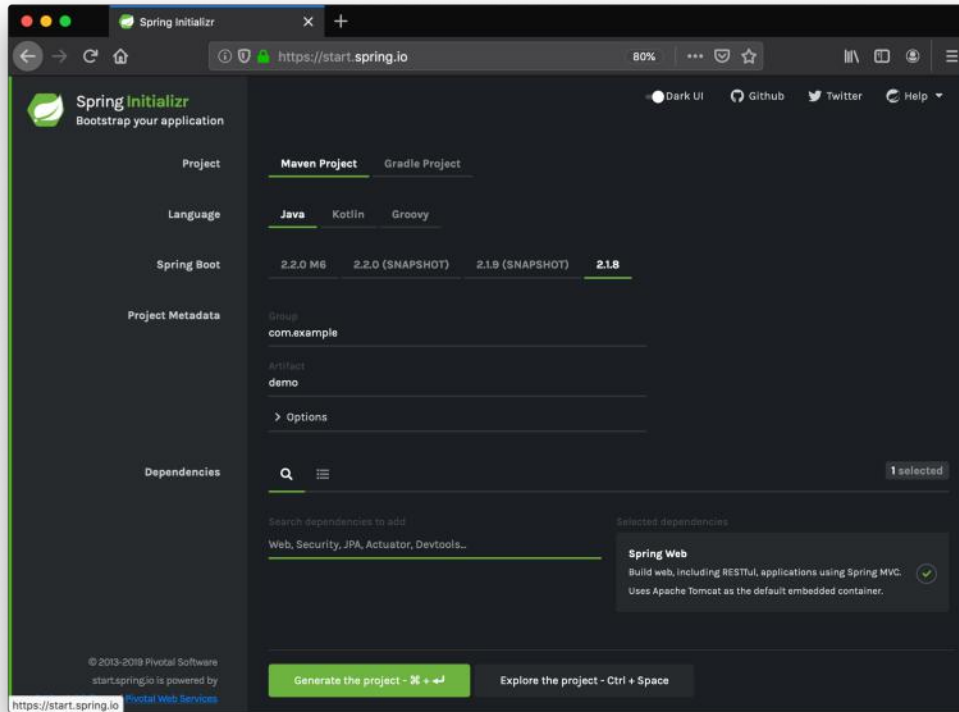 Spring Initializr
https://start.spring.io
80%
Spring Initializr
Bootstrap your application
Dark UI
Github
Twitter
Help
Project
Maven Project
Gradle Project
Language
Java
Kotlin
Groovy
Spring Boot
2.2.0 M6
2.2.0 (SNAPSHOT)
2.1.9 (SNAPSHOT)
2.1.8
Project Metadata
Group
com.example
Artifact
demo
> Options
Dependencies
1 selected
Search dependencies to add
Web, Security, JPA, Actuator, Devtools...
Selected dependencies
Spring Web
Build web, including RESTful, applications using Spring MVC.
Uses Apache Tomcat as the default embedded container.
© 2013-2019 Pivotal Software
start.spring.io is powered by
Pivotal Web Services
Generate the project - ⌘ + ↵
Explore the project - Ctrl + Space
https://start.spring.io